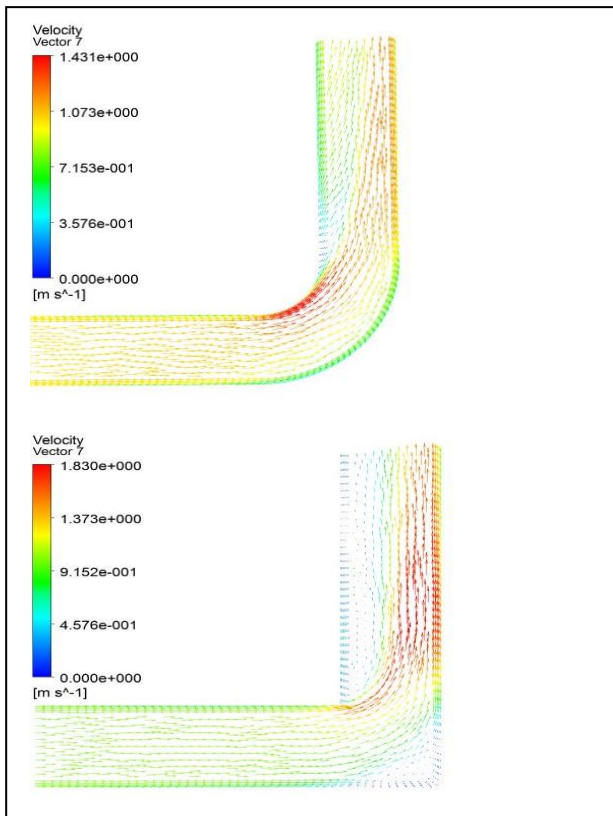 Velocity
Vector 7
1.431e+000
1.073e+000
7.153e-001
3.576e-001
0.000e+000
[m s^-1]
Velocity
Vector 7
1.830e+000
1.373e+000
9.152e-001
4.576e-001
0.000e+000
[m s^-1]